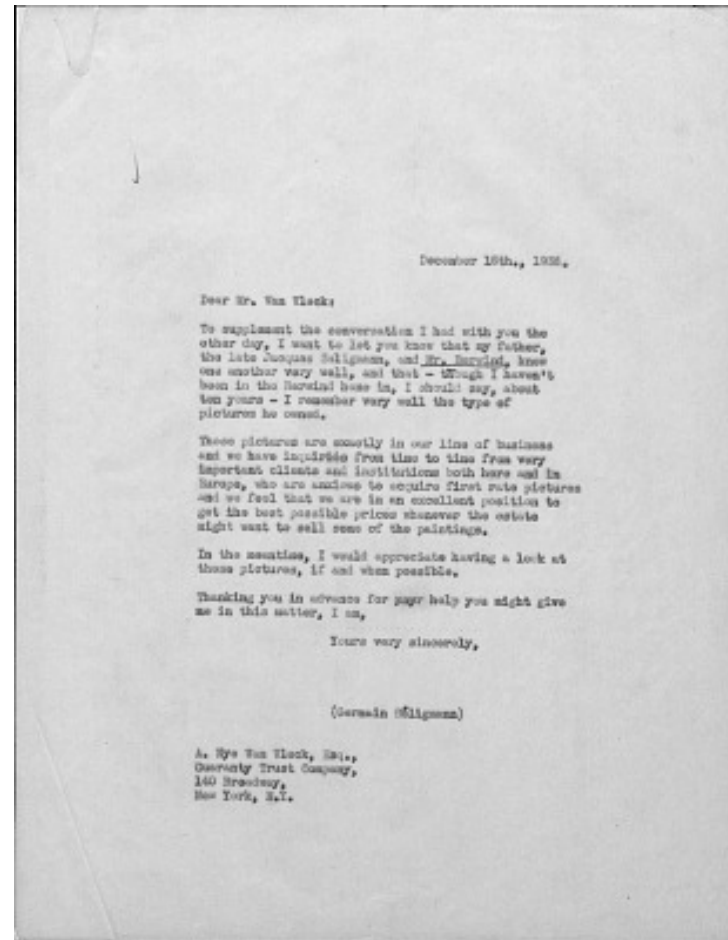 December 18th., 1936.
Dear Mr. Van Vleck:
To supplement the conversation I had with you the
other day, I want to let you know that my father,
the late Jacques Seligmann, and Mr. Berwind, knew
one another very well, and that - though I haven't
been in the Berwind home in, I should say, about
ten years - I remember very well the type of
pictures he owned.
These pictures are exactly in our line of business
and we have inquiries from time to time from very
important clients and institutions both here and in
Europe, who are anxious to acquire first rate pictures
and we feel that we are in an excellent position to
get the best possible prices whenever the estate
might want to sell some of the paintings.
In the meantime, I would appreciate having a look at
those pictures, if and when possible.
Thanking you in advance for help you might give
me in this matter, I am,
Yours very sincerely,
(Germain Seligmann)
A. Nye Van Vleck, Esq.,
Guaranty Trust Company,
140 Broadway,
New York, N.Y.